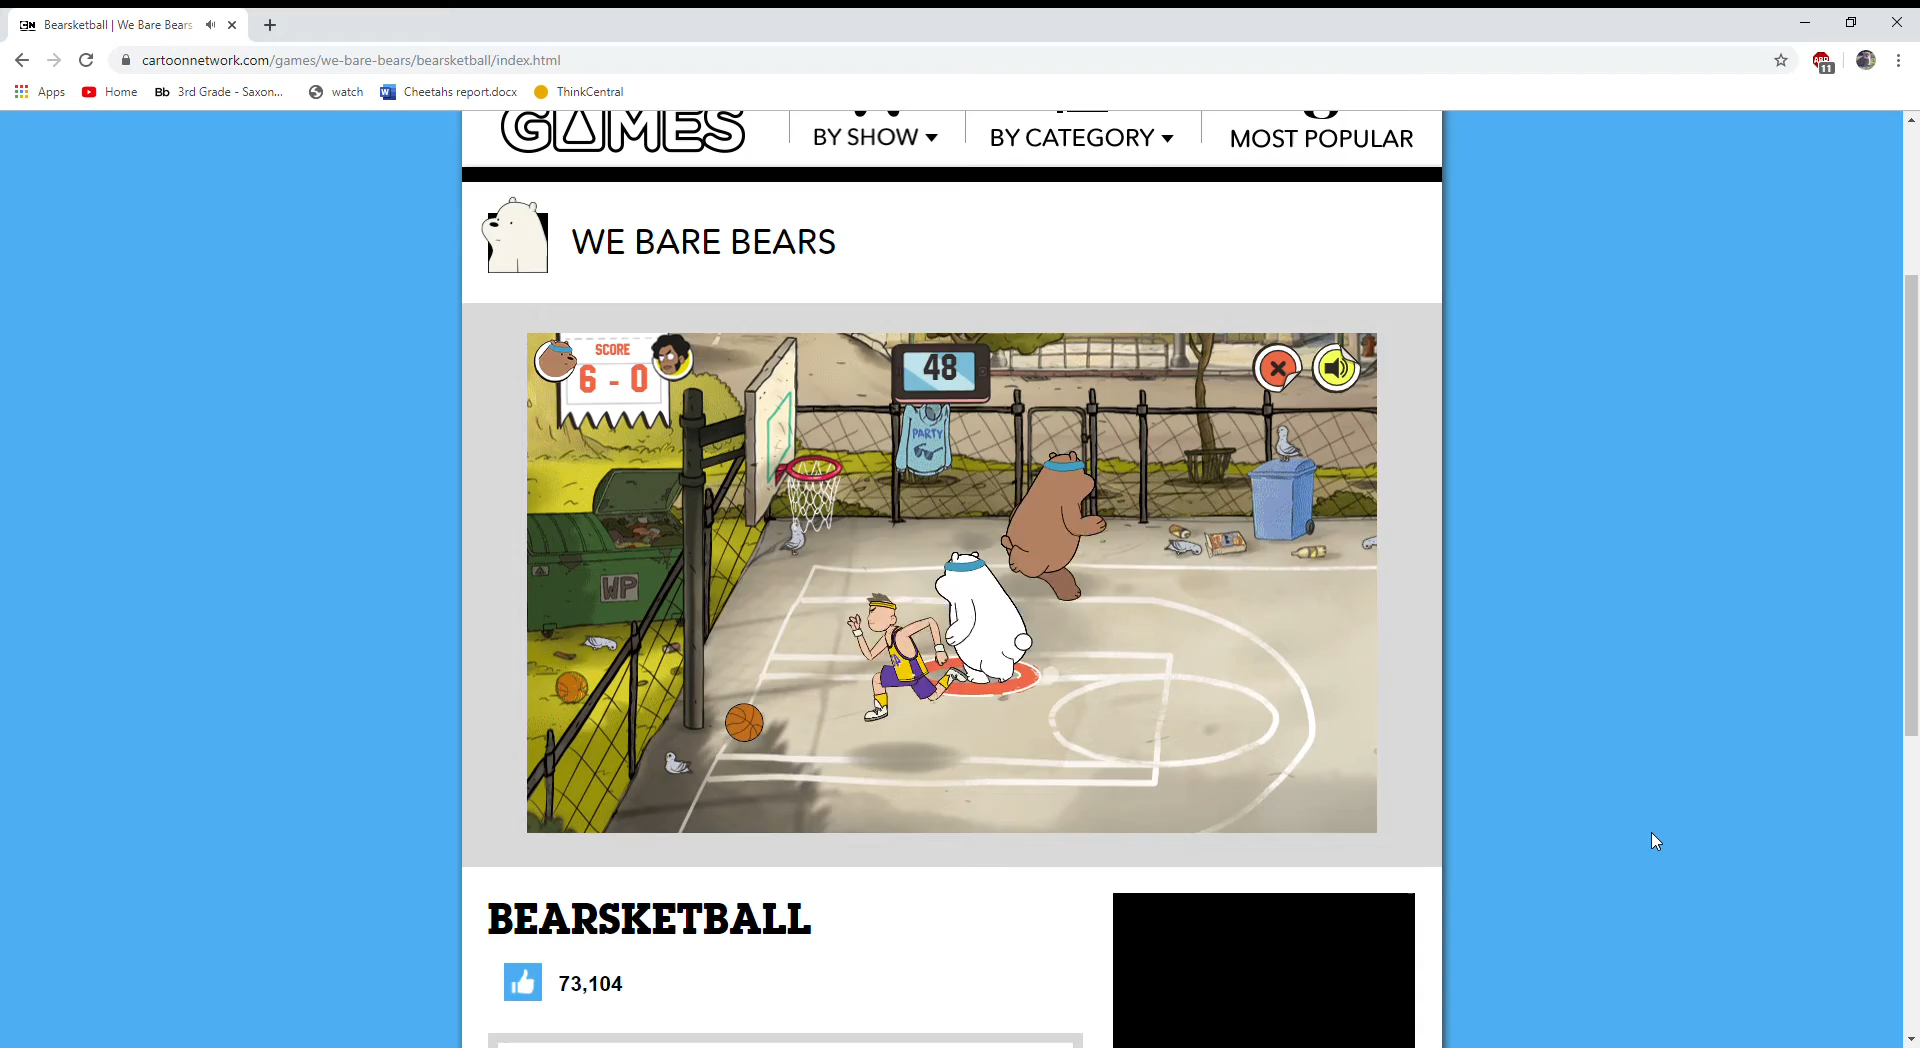 Bearsketball | We Bare Bears
cartoonnetwork.com/games/we-bare-bears/bearsketball/index.html
11
Apps Home Bb 3rd Grade - Saxon... watch Cheetahs report.docx ThinkCentral
GAMES BY SHOW BY CATEGORY MOST POPULAR
WE BARE BEARS
SCORE
6 - 0
48
PARTY
WP
BEARSKETBALL
73,104